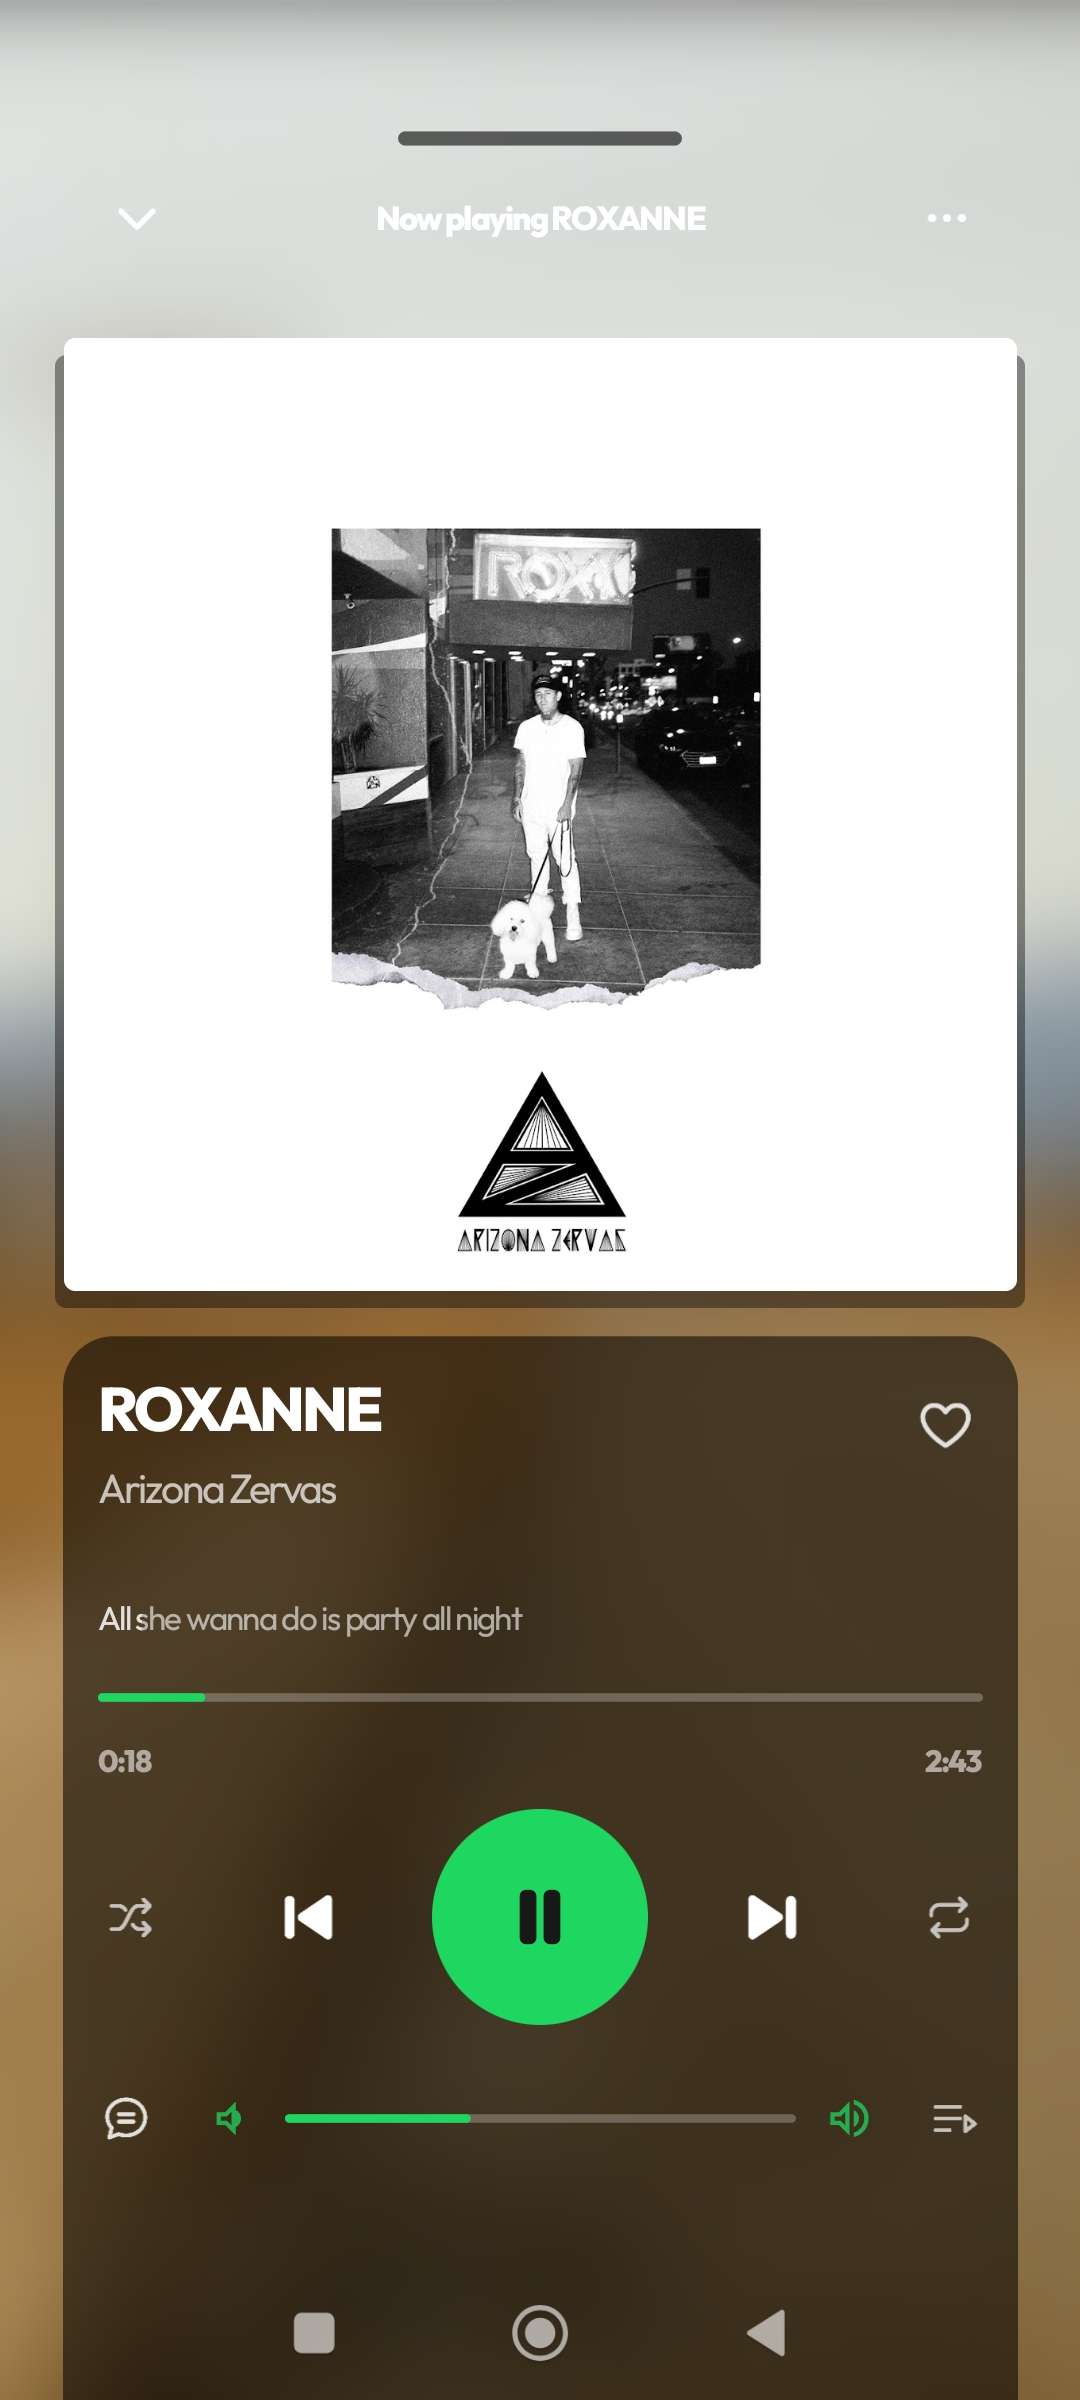 Now playing ROXANNE
ROXX
ARIZONA ZERVAS
ROXANNE
Arizona Zervas
All she wanna do is party all night
0:18
2:43